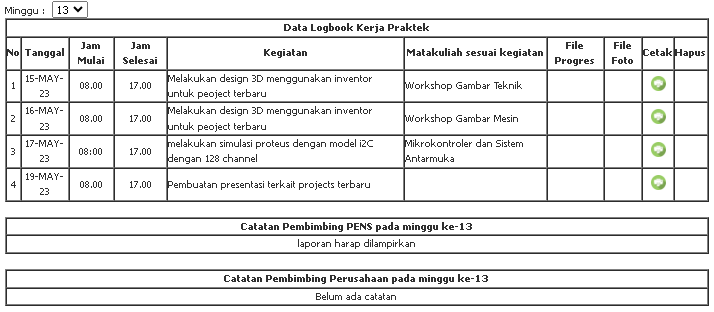 Minggu : 13
Data Logbook Kerja Praktek
No Tanggal Jam Mulai Jam Selesai Kegiatan Matakuliah sesuai kegiatan File Progres File Foto Cetak Hapus
1 15-MAY-23 08.00 17.00 Melakukan design 3D menggunakan inventor untuk peoject terbaru Workshop Gambar Teknik
2 16-MAY-23 08.00 17.00 Melakukan design 3D menggunakan inventor untuk peoject terbaru Workshop Gambar Mesin
3 17-MAY-23 08:00 17.00 melakukan simulasi proteus dengan model i2C dengan 128 channel Mikrokontroler dan Sistem Antarmuka
4 19-MAY-23 08.00 17.00 Pembuatan presentasi terkait projects terbaru
Catatan Pembimbing PENS pada minggu ke-13
laporan harap dilampirkan
Catatan Pembimbing Perusahaan pada minggu ke-13
Belum ada catatan